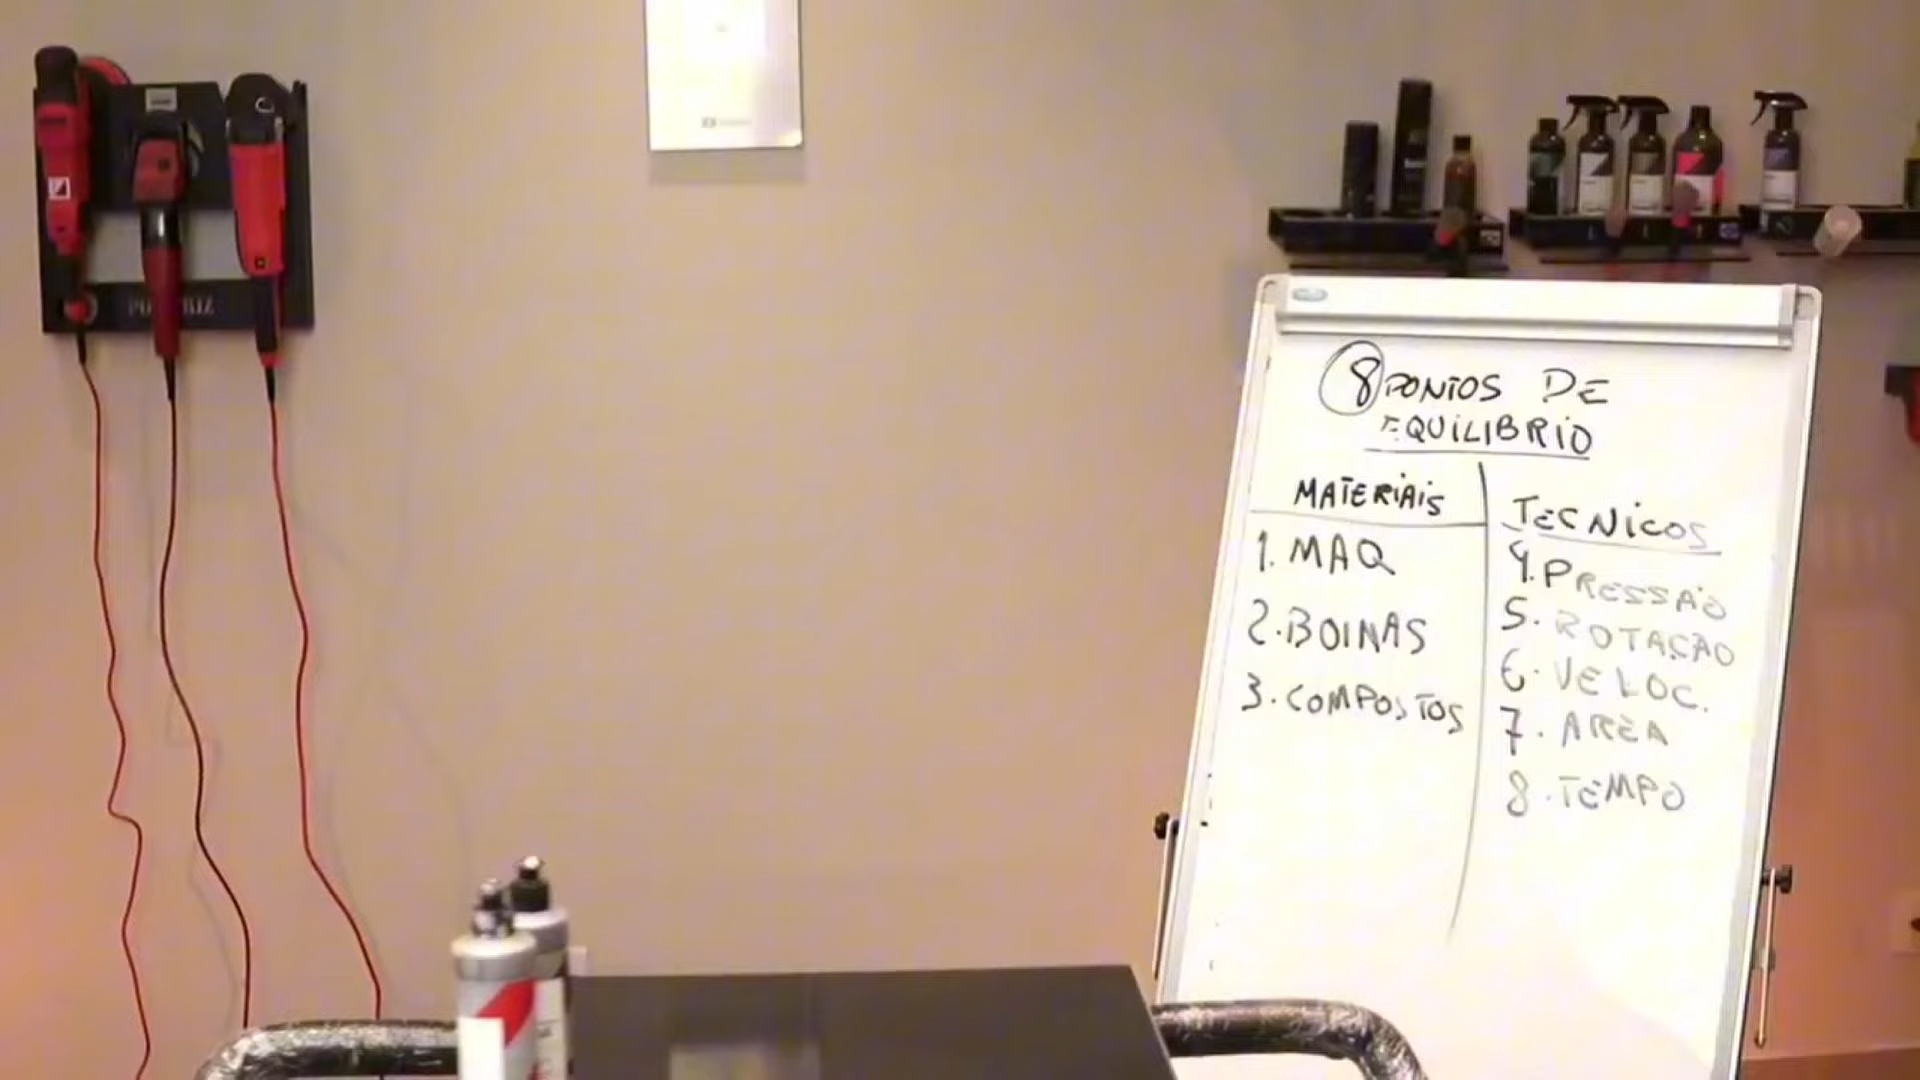 8 PONTOS DE
EQUILIBRIO
MATERIAIS
1. MAQ
2. BOINAS
3. COMPOSTOS
TECNICOS
4. PRESSÃO
5. ROTAÇÃO
6. VELOC.
7. AREA
8. TEMPO